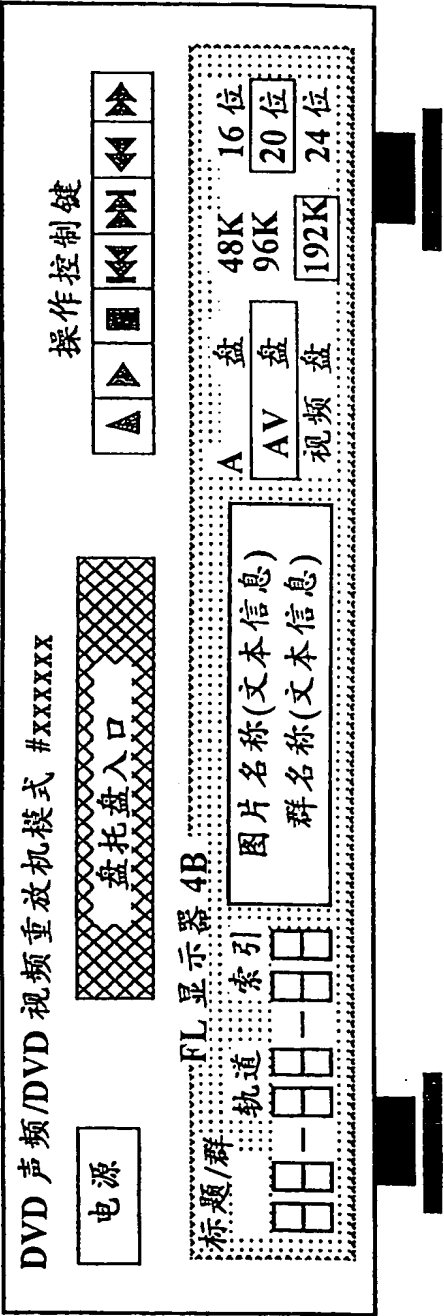 DVD 声频/DVD 视频重放机模式 #xxxxxx
操作控制键
电源
盘托盘入口
FL 显示器 4B
标题/群 轨道 索引
图片名称(文本信息)
群名称(文本信息)
A 盘
AV 盘
视频 盘
48K
96K
192K
16 位
20 位
24 位